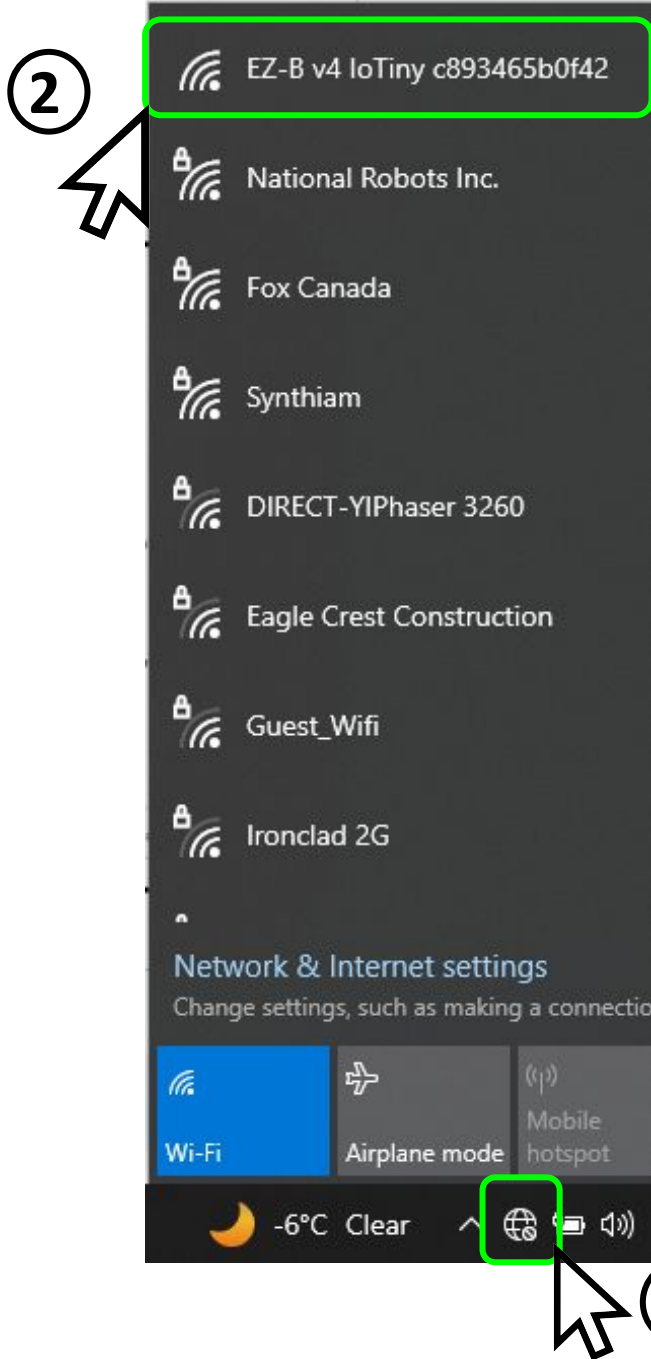 2
EZ-B v4 IoTiny c893465b0f42
National Robots Inc.
Fox Canada
Synthiam
DIRECT-YIPhaser 3260
Eagle Crest Construction
Guest_Wifi
Ironclad 2G
Network & Internet settings
Change settings, such as making a connectio
Wi-Fi
Airplane mode
Mobile
hotspot
-6°C Clear